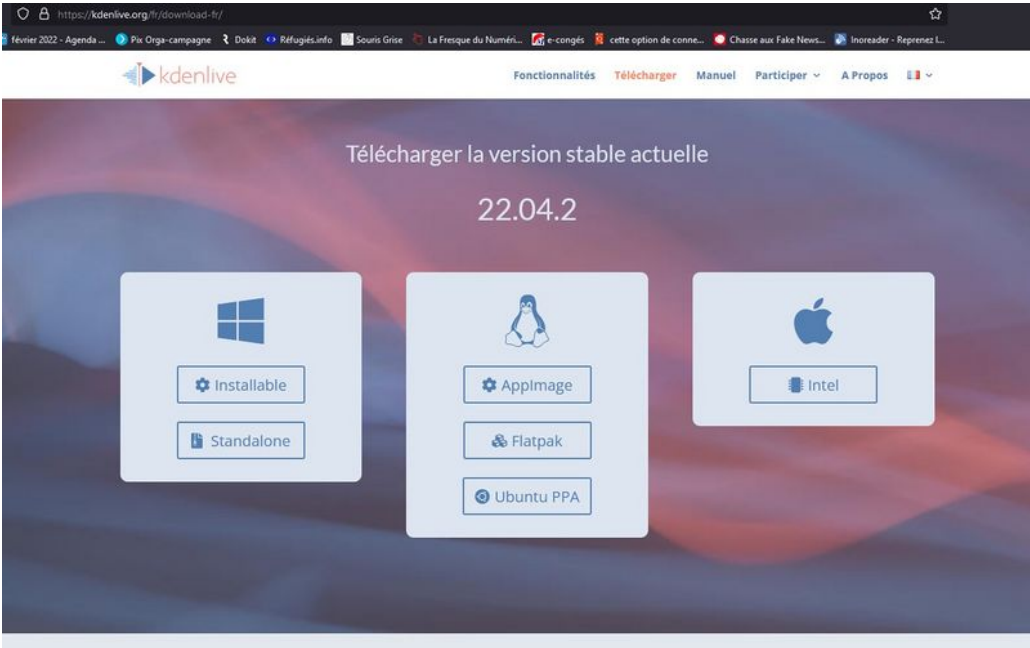 https://kdenlive.org/fr/download-fr/
février 2022 - Agenda ... Pix Orga-campagne Dokit Réfugiés.info Souris Grise La Fresque du Numéri... e-congés cette option de conne... Chasse aux Fake News... Inoreader - Reprenez l...
kdenlive Fonctionnalités Télécharger Manuel Participer A Propos
Télécharger la version stable actuelle
22.04.2
Installable
Standalone
AppImage
Flatpak
Ubuntu PPA
Intel